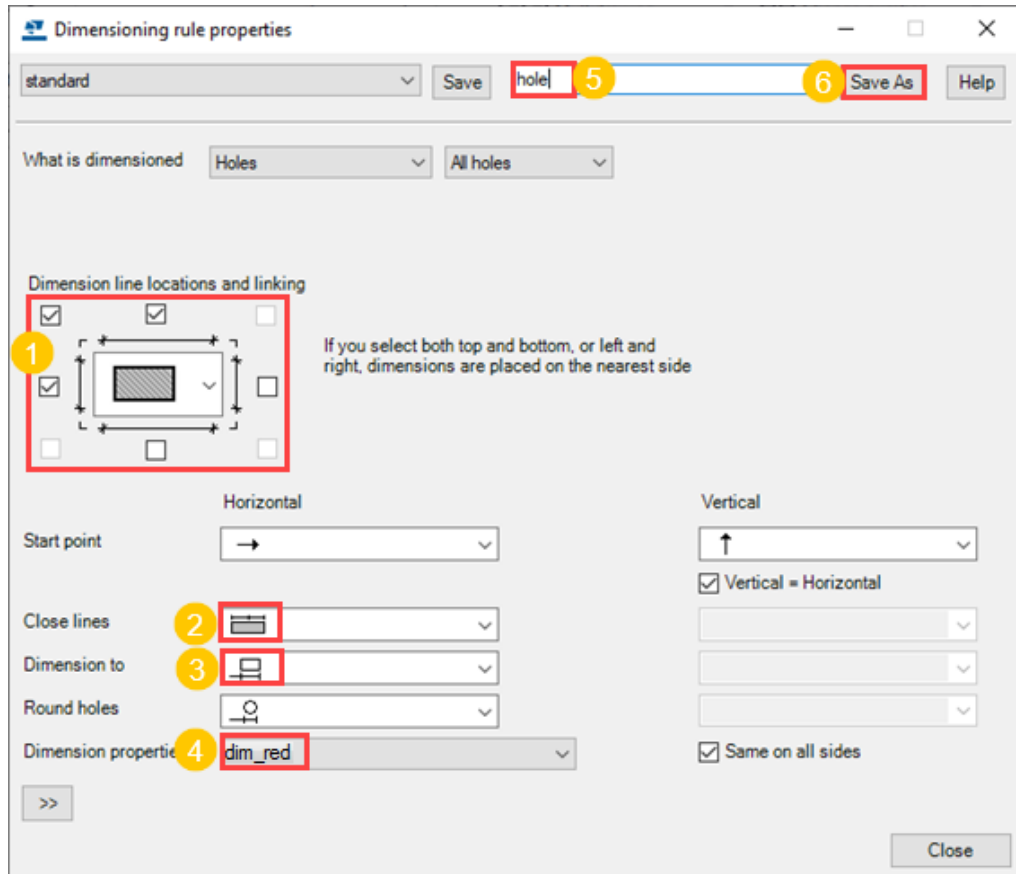 Dimensioning rule properties
standard Save hole 5 6 Save As Help
What is dimensioned Holes All holes
Dimension line locations and linking
1
If you select both top and bottom, or left and
right, dimensions are placed on the nearest side
Horizontal Vertical
Start point
Vertical = Horizontal
Close lines 2
Dimension to 3
Round holes
Dimension propertie 4 dim_red Same on all sides
>>
Close